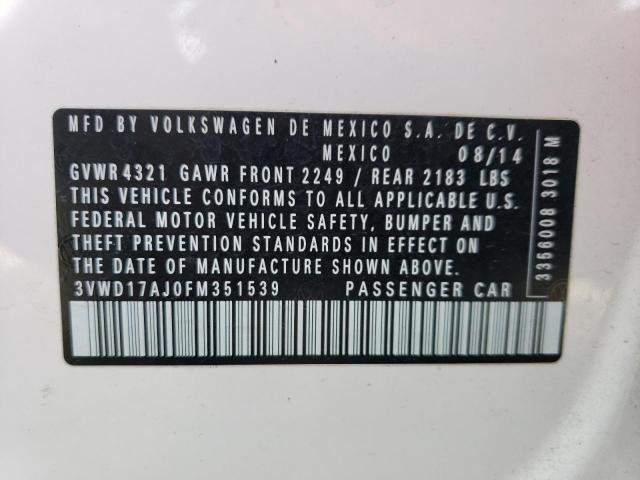 MFD BY VOLKSWAGEN DE MEXICO S.A. DE C.V.
MEXICO 08/14
GVWR 4321 GAWR FRONT 2249 / REAR 2183 LBS
THIS VEHICLE CONFORMS TO ALL APPLICABLE U.S.
FEDERAL MOTOR VEHICLE SAFETY, BUMPER AND
THEFT PREVENTION STANDARDS IN EFFECT ON
THE DATE OF MANUFACTURE SHOWN ABOVE.
3VWD17AJ0FM351539 PASSENGER CAR
3356008 3018 M